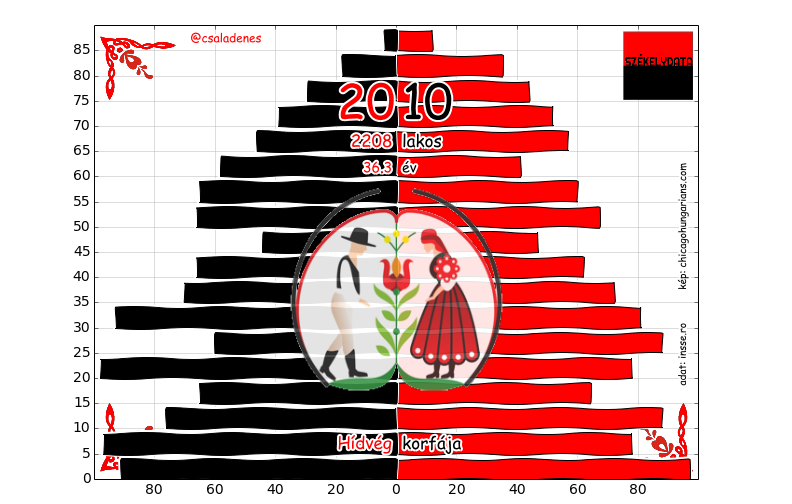 @csaladenes
SZÉKELYDATA
2010
2208 lakos
36.3 év
Hídvég korfája
kép: chicagohungarians.com
adat: insse.ro
85
80
75
70
65
60
55
50
45
40
35
30
25
20
15
10
5
0
80 60 40 20 0 20 40 60 80